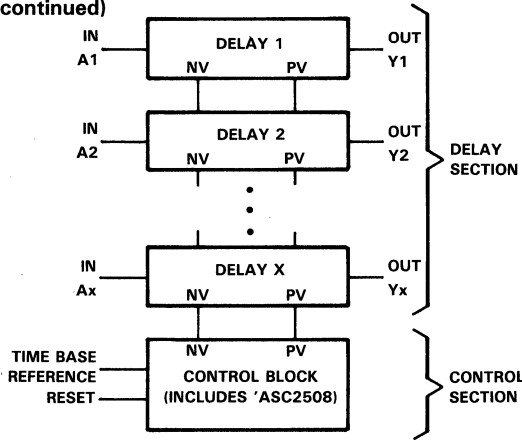 continued)
IN
A1
DELAY 1
NV PV
OUT
Y1
IN
A2
DELAY 2
NV PV
OUT
Y2
DELAY
SECTION
IN
Ax
DELAY X
NV PV
OUT
Yx
TIME BASE
REFERENCE
RESET
NV PV
CONTROL BLOCK
(INCLUDES 'ASC2508)
CONTROL
SECTION